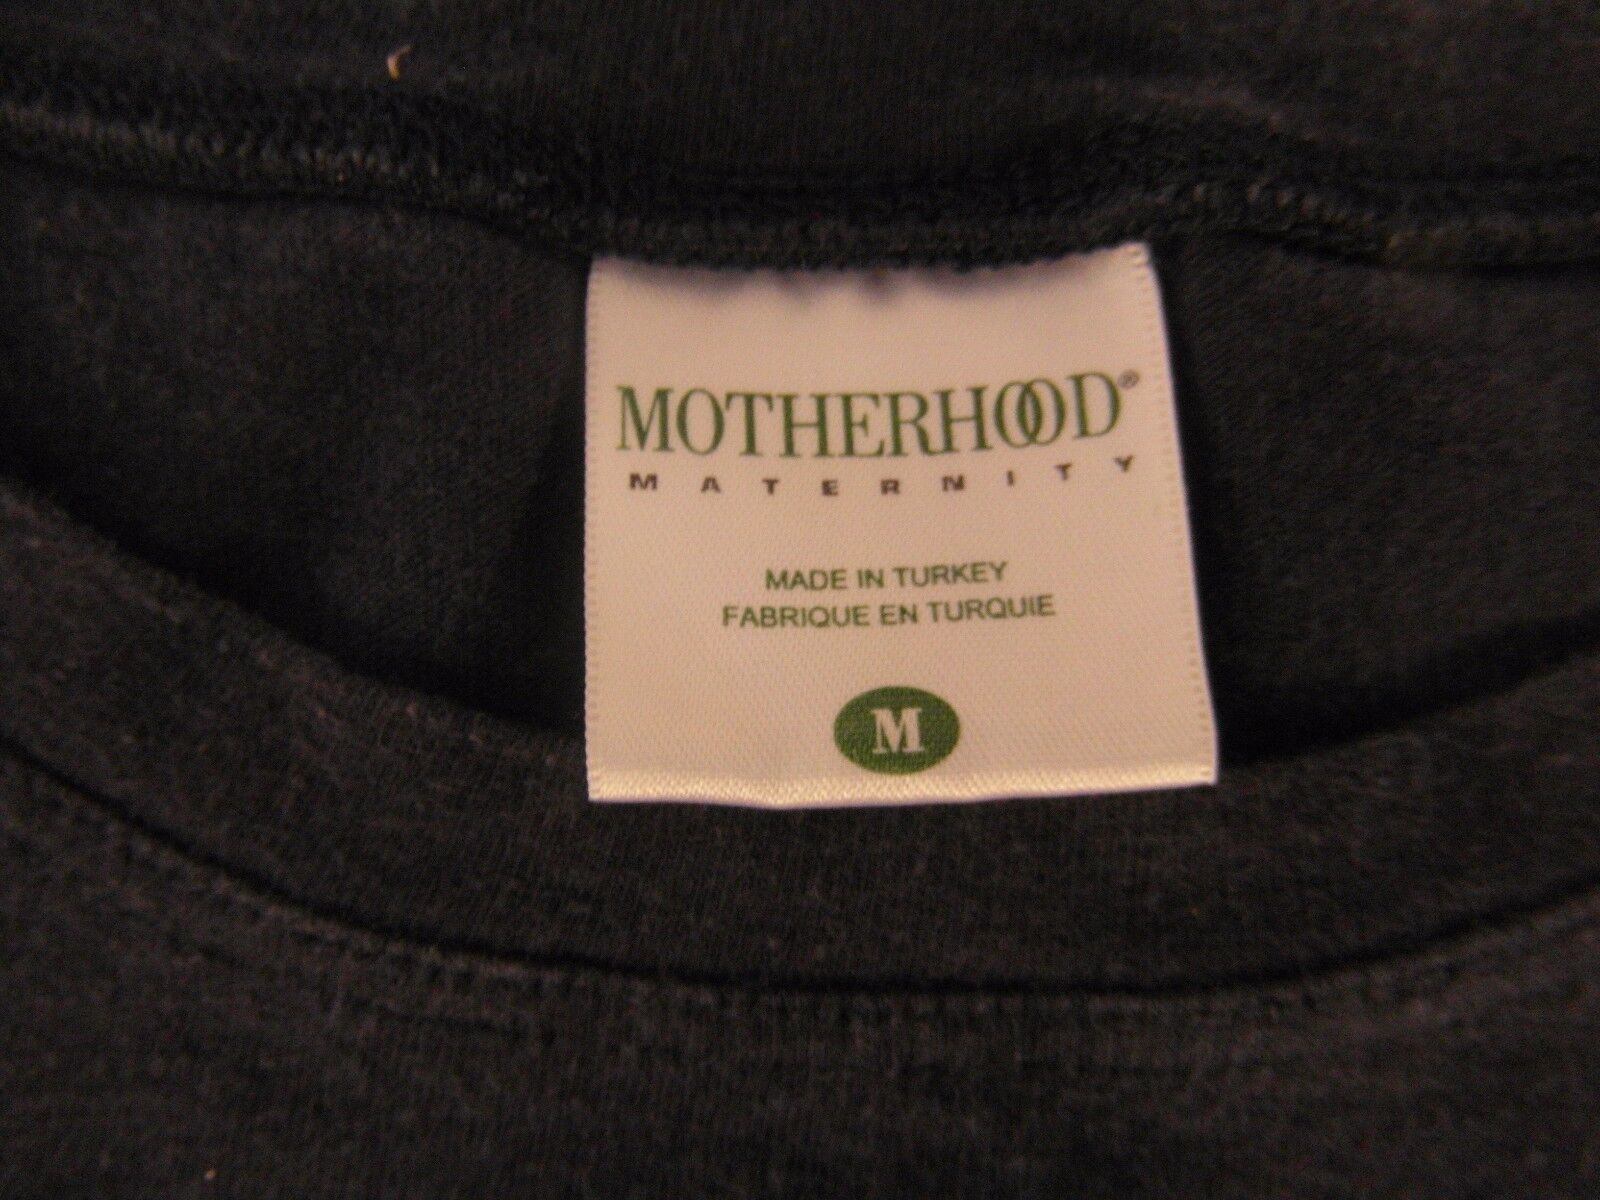 MOTHERHOOD®
MATERNITY
MADE IN TURKEY
FABRIQUE EN TURQUIE
M